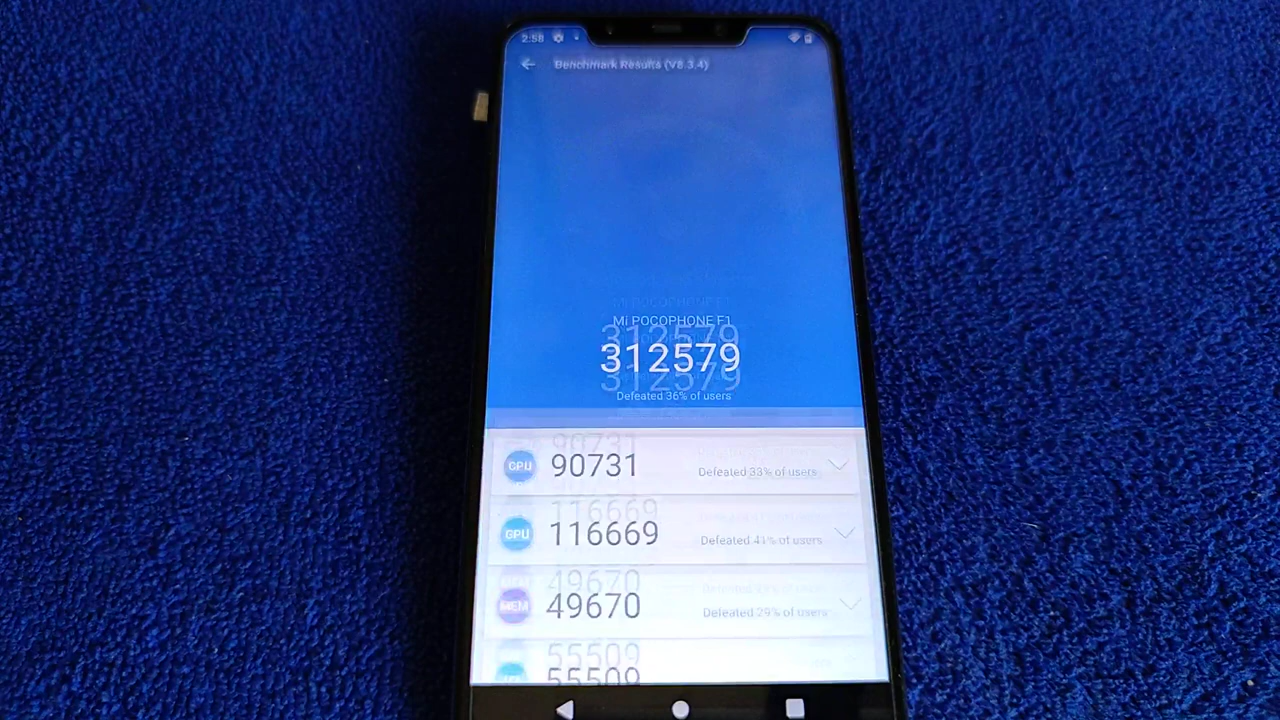 2:58
Benchmark Results (V8.3.4)
Mi POCOPHONE F1
312579
Defeated 36% of users
CPU 90731 Defeated 33% of users
GPU 116669 Defeated 41% of users
MEM 49670 Defeated 29% of users
55509